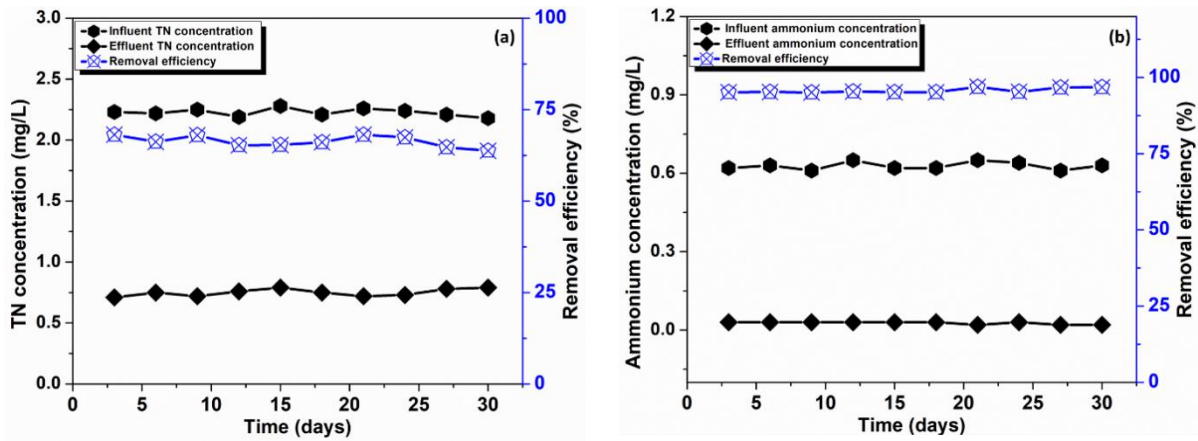 (a)
Influent TN concentration
Effluent TN concentration
Removal efficiency
TN concentration (mg/L)
3.0
2.5
2.0
1.5
1.0
0.5
0.0
0 5 10 15 20 25 30
Time (days)
100
75
50
25
0
Removal efficiency (%)
(b)
Influent ammonium concentration
Effluent ammonium concentration
Removal efficiency
Ammonium concentration (mg/L)
1.2
0.9
0.6
0.3
0.0
0 5 10 15 20 25 30
Time (days)
100
75
50
25
0
Removal efficiency (%)